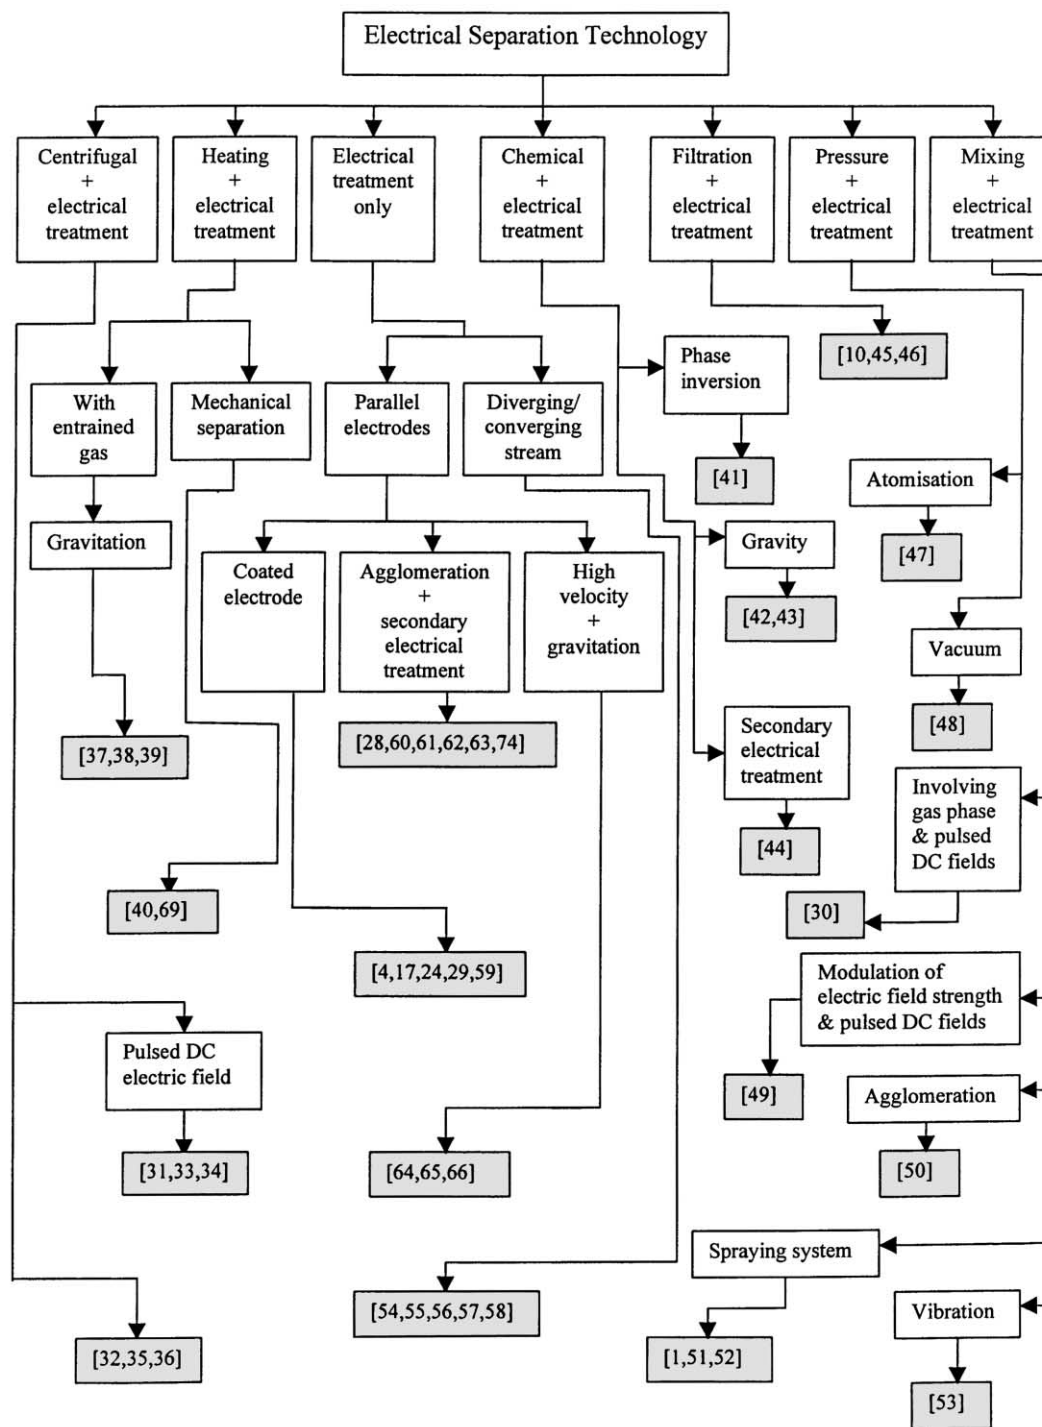 Electrical Separation Technology
Centrifugal
+
electrical
treatment
Heating
+
electrical
treatment
Electrical
treatment
only
Chemical
+
electrical
treatment
Filtration
+
electrical
treatment
Pressure
+
electrical
treatment
Mixing
+
electrical
treatment
[10,45,46]
Phase
inversion
[41]
With
entrained
gas
Mechanical
separation
Parallel
electrodes
Diverging/
converging
stream
Atomisation
[47]
Gravitation
Coated
electrode
Agglomeration
+
secondary
electrical
treatment
High
velocity
+
gravitation
Gravity
[42,43]
Vacuum
[48]
[37,38,39]
[28,60,61,62,63,74]
Secondary
electrical
treatment
[44]
Involving
gas phase
& pulsed
DC fields
[30]
[40,69]
[4,17,24,29,59]
Modulation of
electric field strength
& pulsed DC fields
[49]
Pulsed DC
electric field
[31,33,34]
[64,65,66]
Agglomeration
[50]
Spraying system
[54,55,56,57,58]
Vibration
[32,35,36]
[1,51,52]
[53]